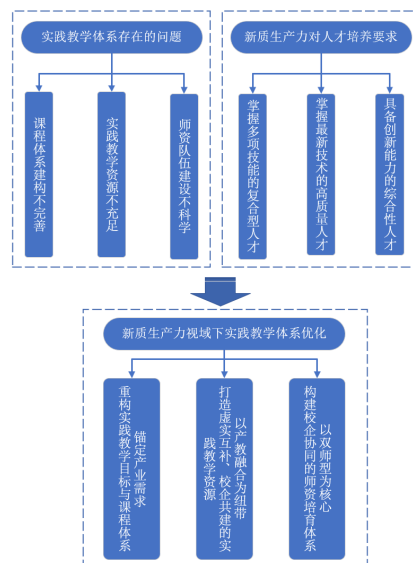 实践教学体系存在的问题
课程体系建构不完善
实践教学资源不充足
师资队伍建设不科学
新质生产力对人才培养要求
掌握多项技能的复合型人才
掌握最新技术的高质量人才
具备创新能力的综合性人才
新质生产力视域下实践教学体系优化
锚定产业需求
重构实践教学目标与课程体系
以产教融合为纽带
打造虚实互补、校企共建的实
践教学资源
以双师型为核心
构建校企协同的师资培育体系